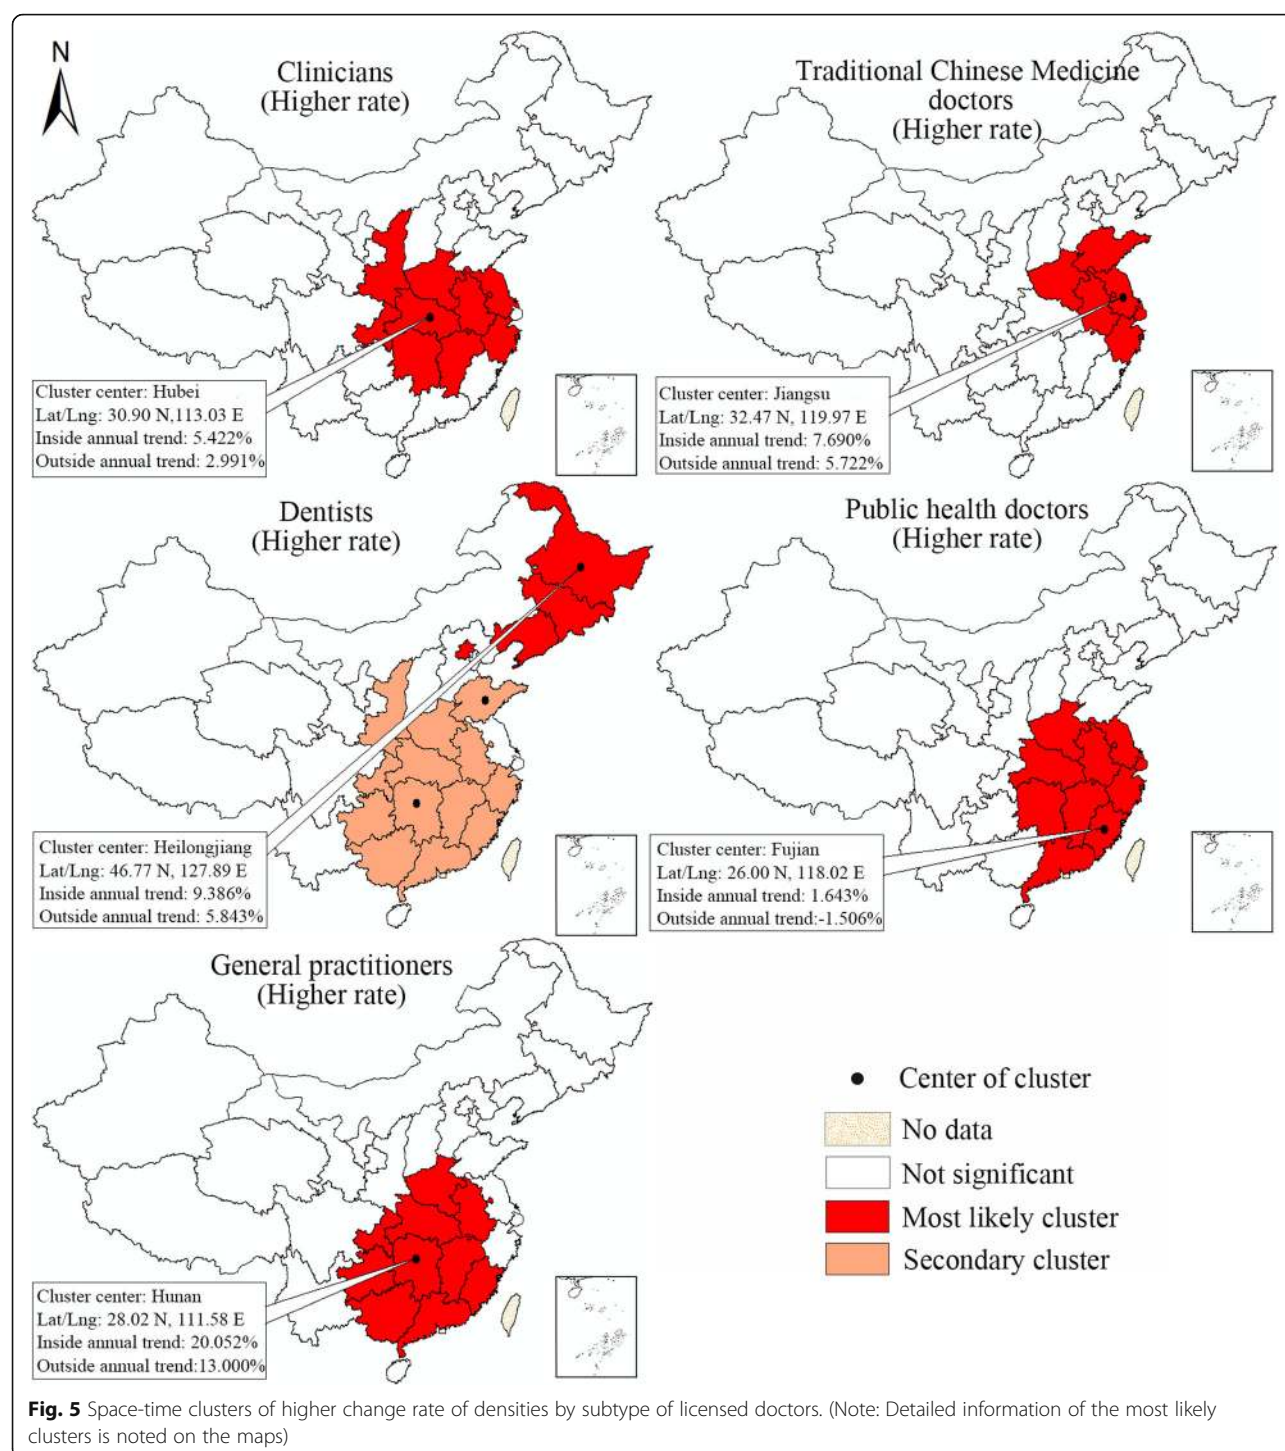 N
Clinicians
(Higher rate)
Cluster center: Hubei
Lat/Lng: 30.90 N,113.03 E
Inside annual trend: 5.422%
Outside annual trend: 2.991%
Traditional Chinese Medicine
doctors
(Higher rate)
Cluster center: Jiangsu
Lat/Lng: 32.47 N, 119.97 E
Inside annual trend: 7.690%
Outside annual trend: 5.722%
Dentists
(Higher rate)
Cluster center: Heilongjiang
Lat/Lng: 46.77 N, 127.89 E
Inside annual trend: 9.386%
Outside annual trend: 5.843%
Public health doctors
(Higher rate)
Cluster center: Fujian
Lat/Lng: 26.00 N, 118.02 E
Inside annual trend: 1.643%
Outside annual trend:-1.506%
General practitioners
(Higher rate)
Cluster center: Hunan
Lat/Lng: 28.02 N, 111.58 E
Inside annual trend: 20.052%
Outside annual trend:13.000%
Center of cluster
No data
Not significant
Most likely cluster
Secondary cluster
Fig. 5 Space-time clusters of higher change rate of densities by subtype of licensed doctors. (Note: Detailed information of the most likely
clusters is noted on the maps)